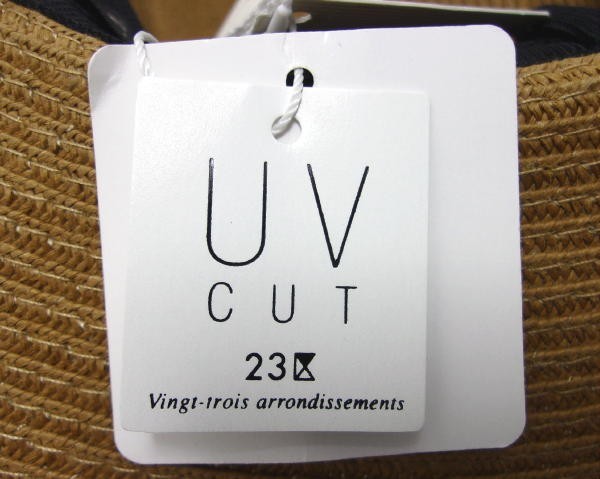 UV
CUT
23区
Vingt-trois arrondissements